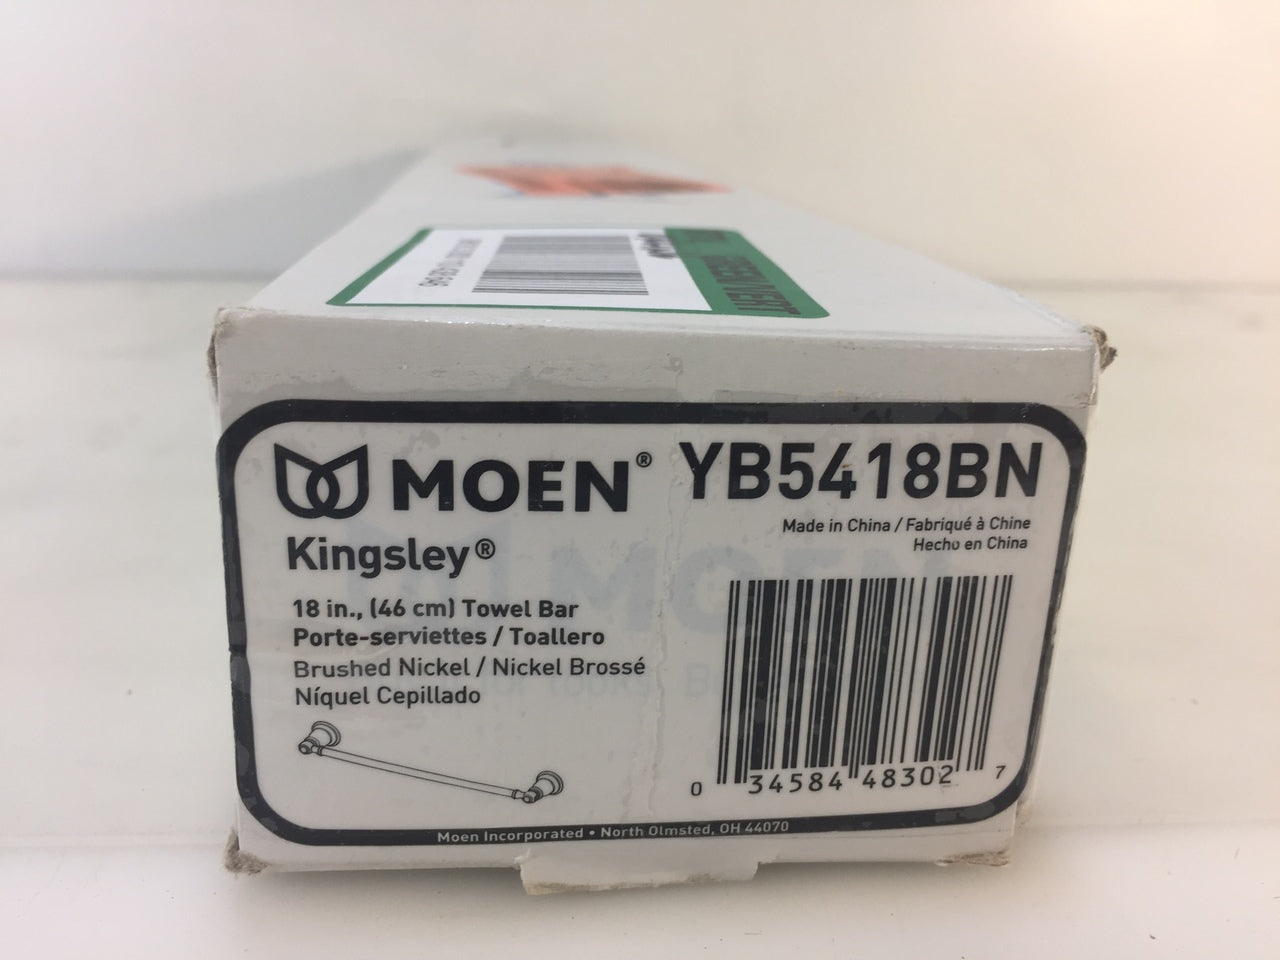 MOEN® YB5418BN
Made in China / Fabriqué à Chine
Hecho en China
Kingsley®
18 in., (46 cm) Towel Bar
Porte-serviettes / Toallero
Brushed Nickel / Nickel Brossé
Níquel Cepillado
0 34584 48302 7
Moen Incorporated • North Olmsted, OH 44070